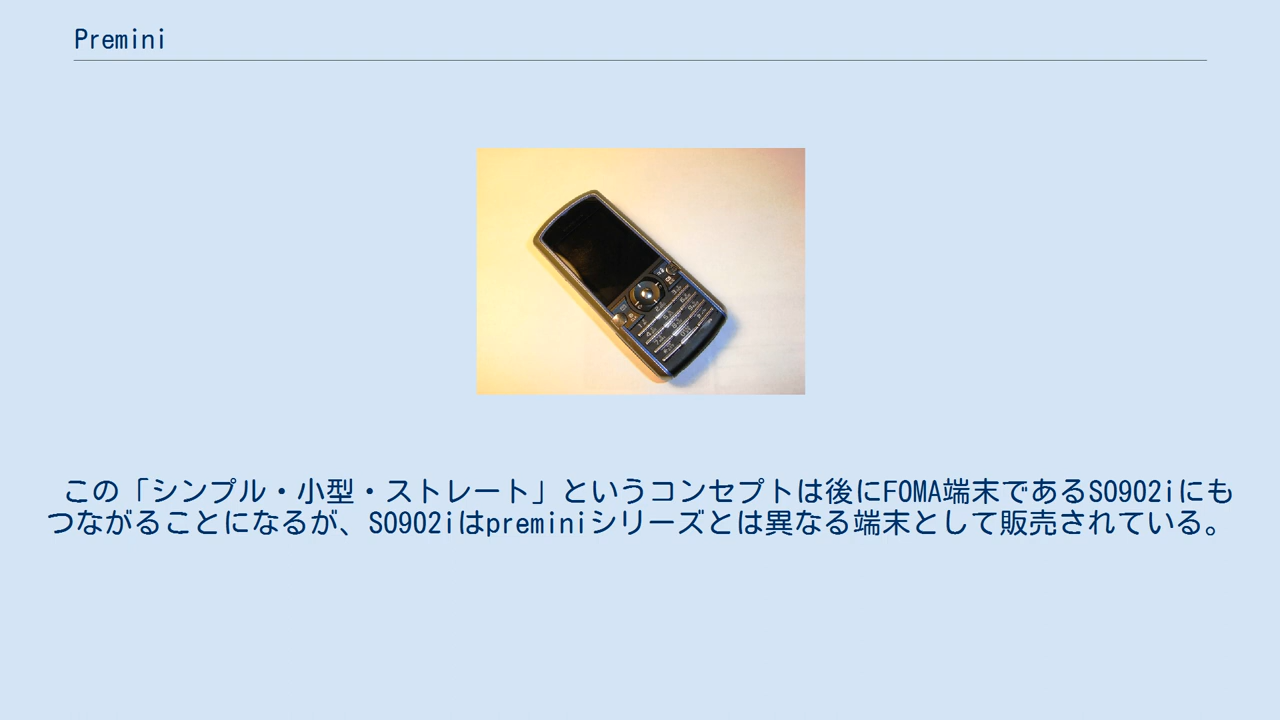 Premini
この「シンプル・小型・ストレート」というコンセプトは後にFOMA端末であるSO902iにも
つながることになるが、SO902iはpreminiシリーズとは異なる端末として販売されている。